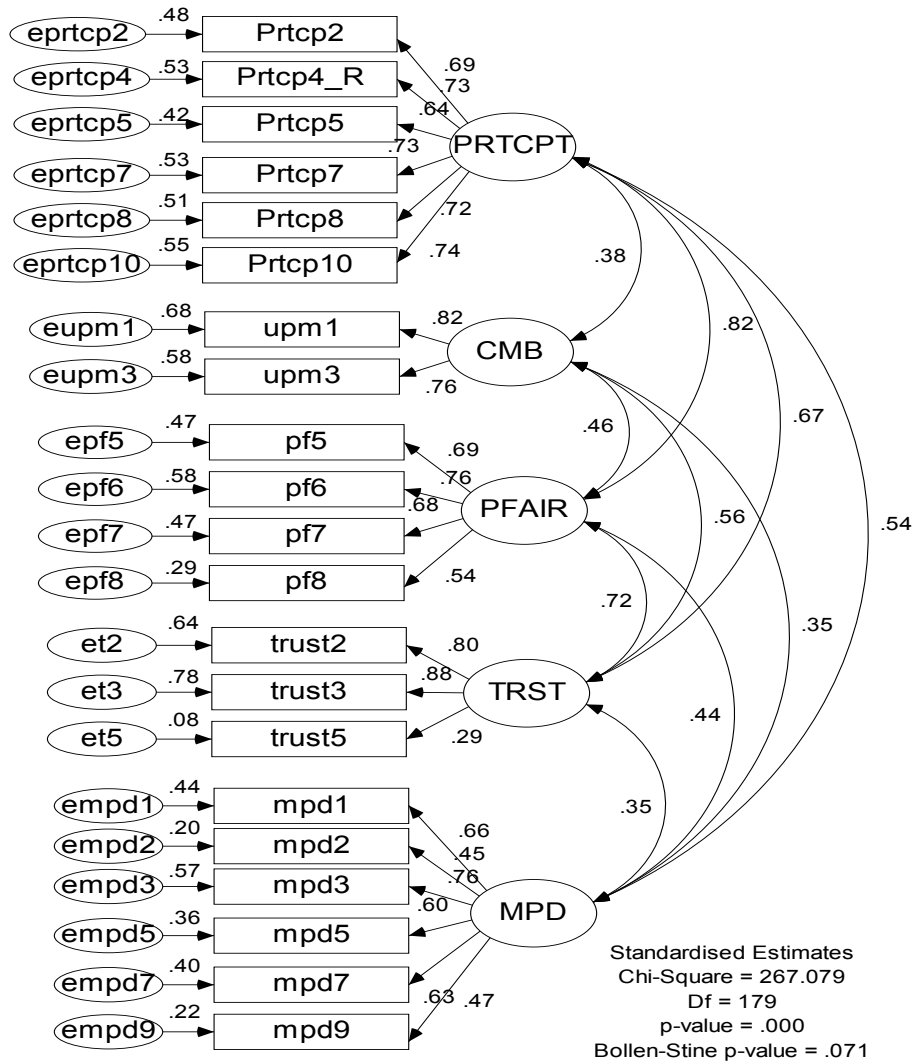 .48
eprtcp2 Prtcp2
.69
.53
eprtcp4 Prtcp4_R
.73
.42
eprtcp5 Prtcp5
.64
.53
eprtcp7 Prtcp7
.73
PRTCPT
.51
eprtcp8 Prtcp8
.72
.55
eprtcp10 Prtcp10
.74
.38
.68
eupm1 upm1
.82
CMB
.58
eupm3 upm3
.76
.82
.67
.47
epf5 pf5
.69
.46
.58
epf6 pf6
.76
PFAIR
.47
epf7 pf7
.68
.56
.54
.29
epf8 pf8
.54
.72
.35
.64
et2 trust2
.80
.78
et3 trust3
.88
TRST
.08
et5 trust5
.29
.44
.35
.44
empd1 mpd1
.66
.20
empd2 mpd2
.45
.57
empd3 mpd3
.76
MPD
.36
empd5 mpd5
.60
.40
empd7 mpd7
.63
.22
empd9 mpd9
.47
Standardised Estimates
Chi-Square = 267.079
Df = 179
p-value = .000
Bollen-Stine p-value = .071